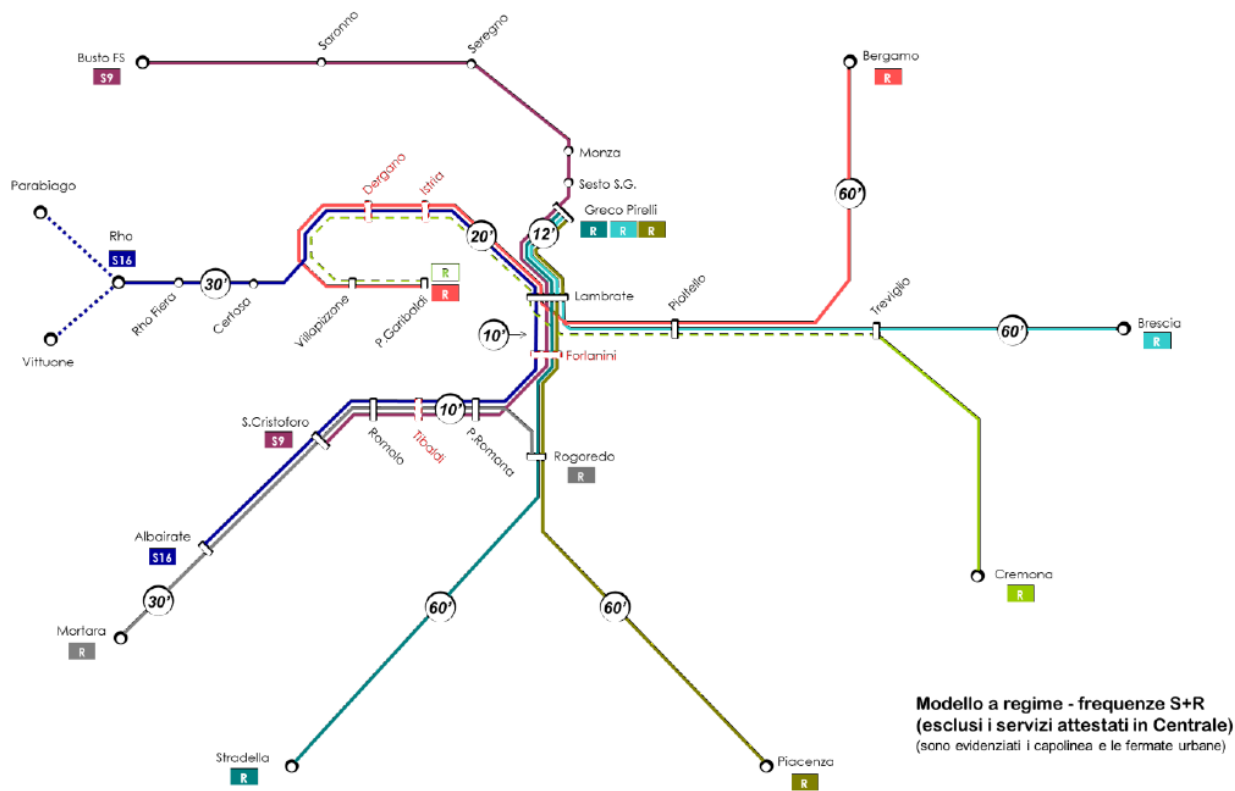 Busto FS
S9
Saronno
Seregno
Bergamo
R
Monza
Sesto S.G.
Greco Pirelli
R R R
Parabiago
Dergano
Istria
60'
20'
12'
Rho
S16
Rho Fiera
30'
Certosa
Villapizzone
P.Garibaldi
R
R
Lambrate
Pioltello
Treviglio
Vittuone
10'
Forlanini
60'
Brescia
R
S.Cristoforo
S9
Romolo
Tibaldi
10'
P.Romana
Rogoredo
R
Albairate
S16
Cremona
R
30'
60'
60'
Mortara
R
Stradella
R
Piacenza
R
Modello a regime - frequenze S+R
(esclusi i servizi attestati in Centrale)
(sono evidenziati i capolinea e le fermate urbane)